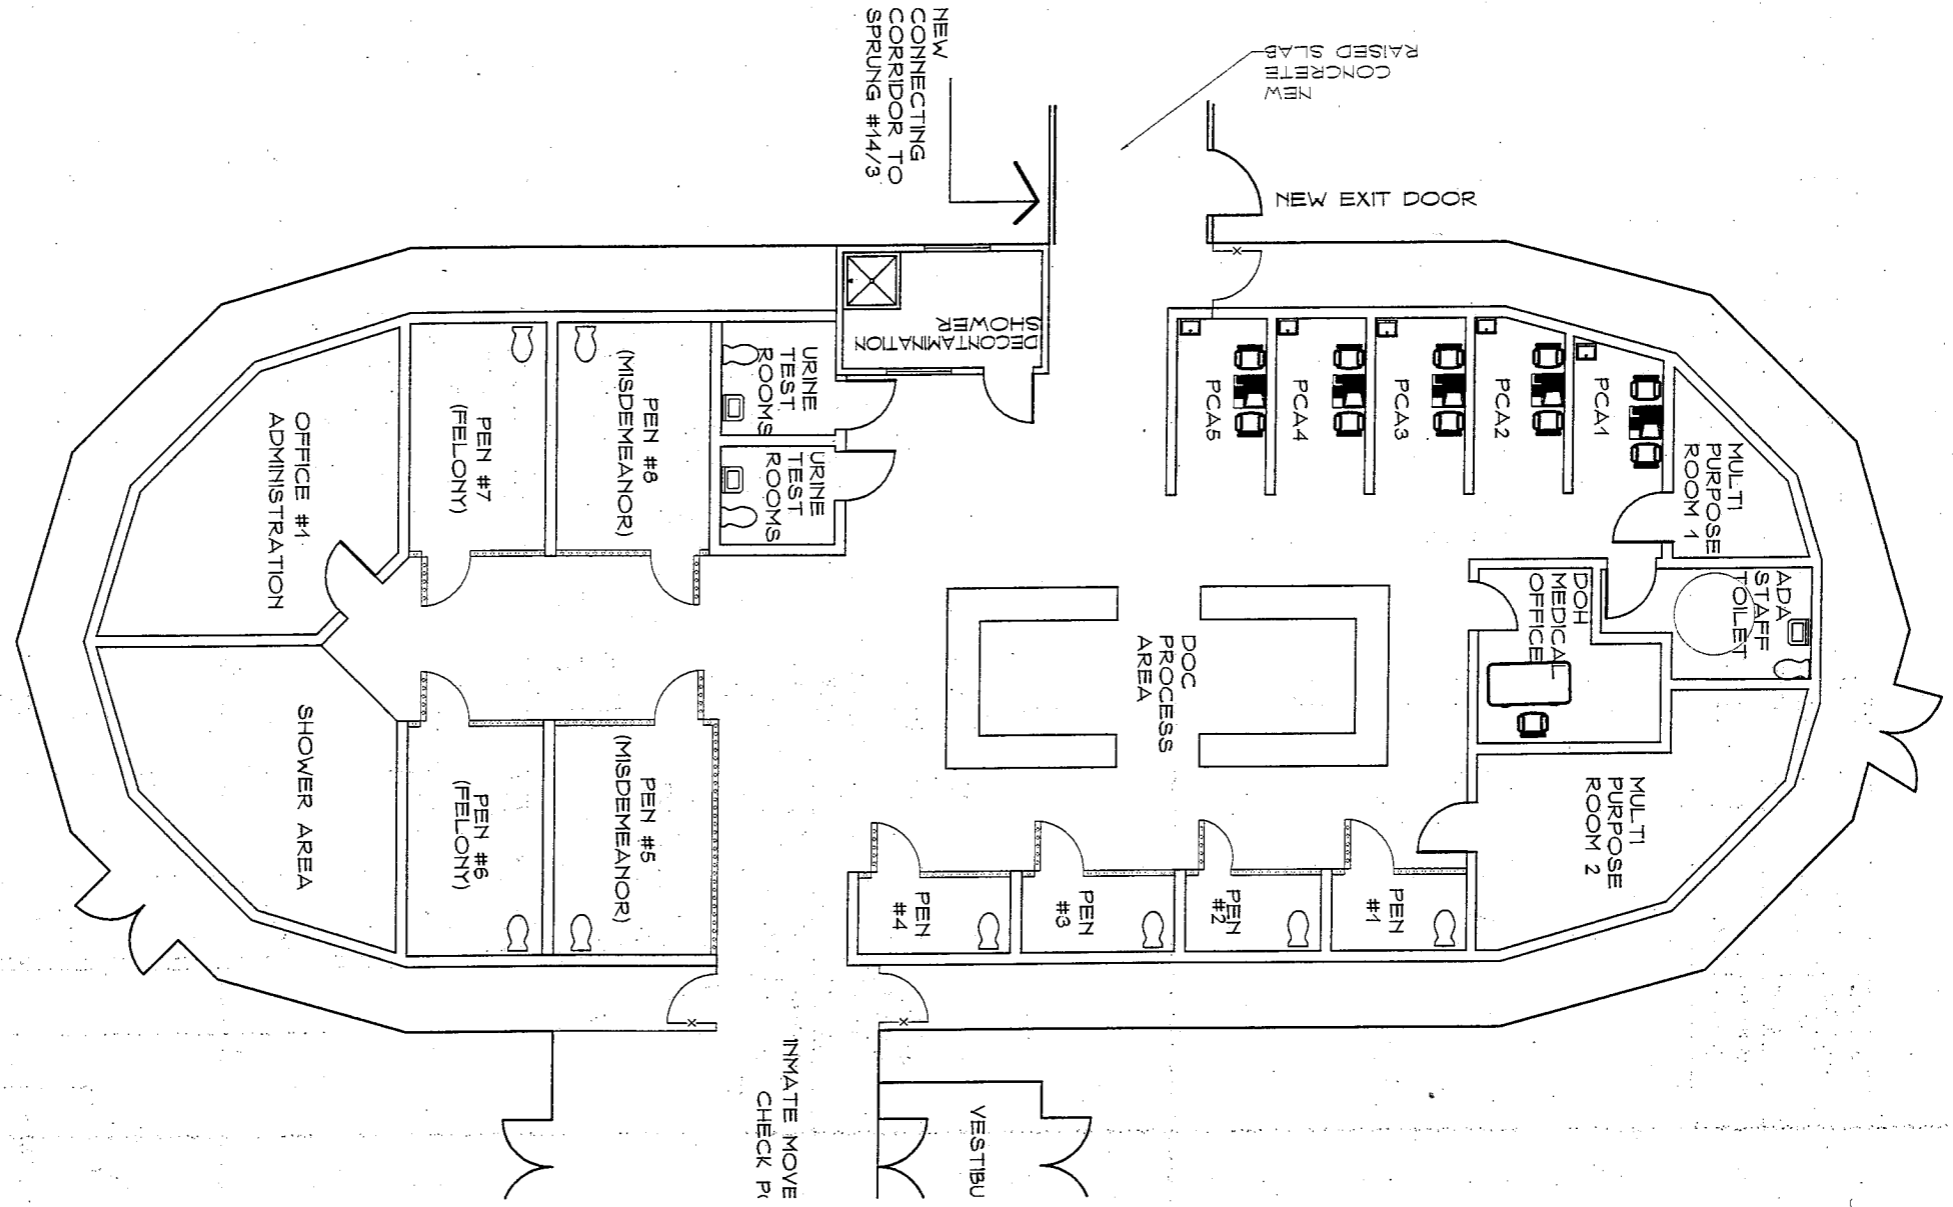 NEW
CONNECTING
CORRIDOR TO
SPRUNG #14/3
NEW
CONCRETE
RAISED SLAB
NEW EXIT DOOR
DECONTAMINATION
SHOWER
URINE
TEST
ROOMS
URINE
TEST
ROOMS
PEN #8
(MISDEMEANOR)
PEN #7
(FELONY)
OFFICE #1
ADMINISTRATION
SHOWER AREA
PEN #6
(FELONY)
PEN #5
(MISDEMEANOR)
PCA5
PCA4
PCA3
PCA2
PCA1
MULTI
PURPOSE
ROOM 1
ADA
STAFF
TOILET
DOH
MEDICAL
OFFICE
DOC
PROCESS
AREA
MULTI
PURPOSE
ROOM 2
PEN
#4
PEN
#3
PEN
#2
PEN
#1
INMATE MOVE
CHECK P
VESTIBU